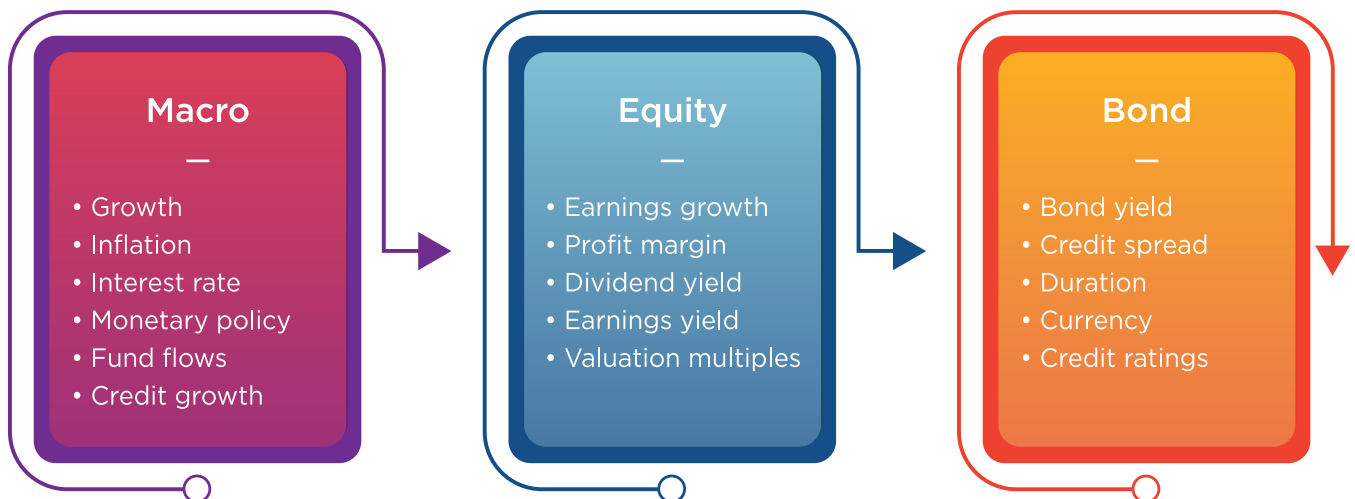 Macro
—
• Growth
• Inflation
• Interest rate
• Monetary policy
• Fund flows
• Credit growth
Equity
—
• Earnings growth
• Profit margin
• Dividend yield
• Earnings yield
• Valuation multiples
Bond
—
• Bond yield
• Credit spread
• Duration
• Currency
• Credit ratings